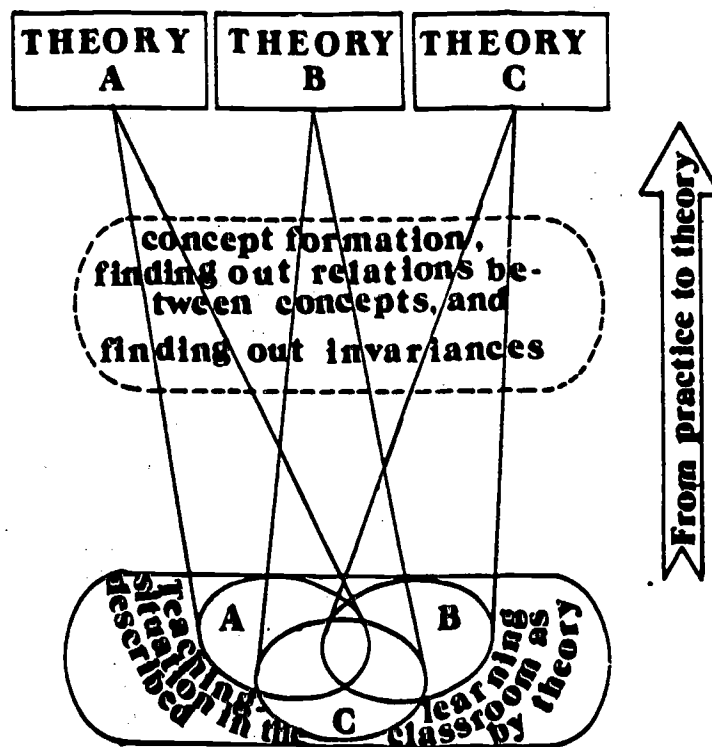 THEORY
A
THEORY
B
THEORY
C
concept formation,
finding out relations be-
tween concepts, and
finding out invariances
From practice to theory
A
B
C
Teaching- learning
situation in the classroom as
described by theory